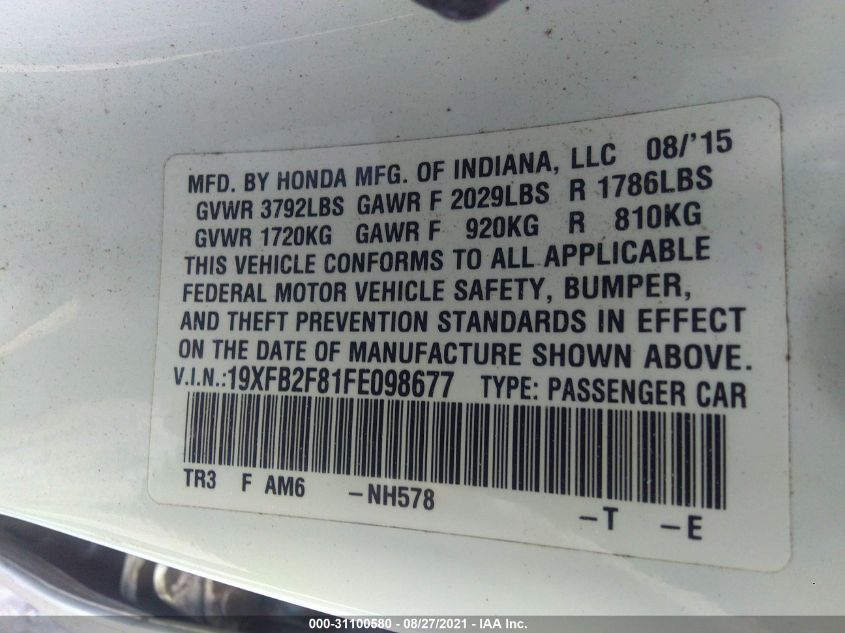 MFD. BY HONDA MFG. OF INDIANA, LLC 08/'15
GVWR 3792LBS GAWR F 2029LBS R 1786LBS
GVWR 1720KG GAWR F 920KG R 810KG
THIS VEHICLE CONFORMS TO ALL APPLICABLE
FEDERAL MOTOR VEHICLE SAFETY, BUMPER,
AND THEFT PREVENTION STANDARDS IN EFFECT
ON THE DATE OF MANUFACTURE SHOWN ABOVE.
V.I.N.:19XFB2F81FE098677 TYPE: PASSENGER CAR
TR3 F AM6 -NH578 -T -E
000-31100580 - 08/27/2021 - IAA Inc.